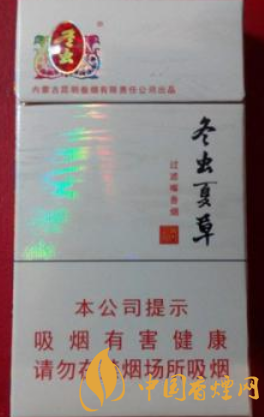 冬虫
内蒙古昆明卷烟有限责任公司出品
冬虫夏草
过滤嘴香烟
本公司提示
吸烟有害健康
请勿在禁烟场所吸烟
中国香烟网